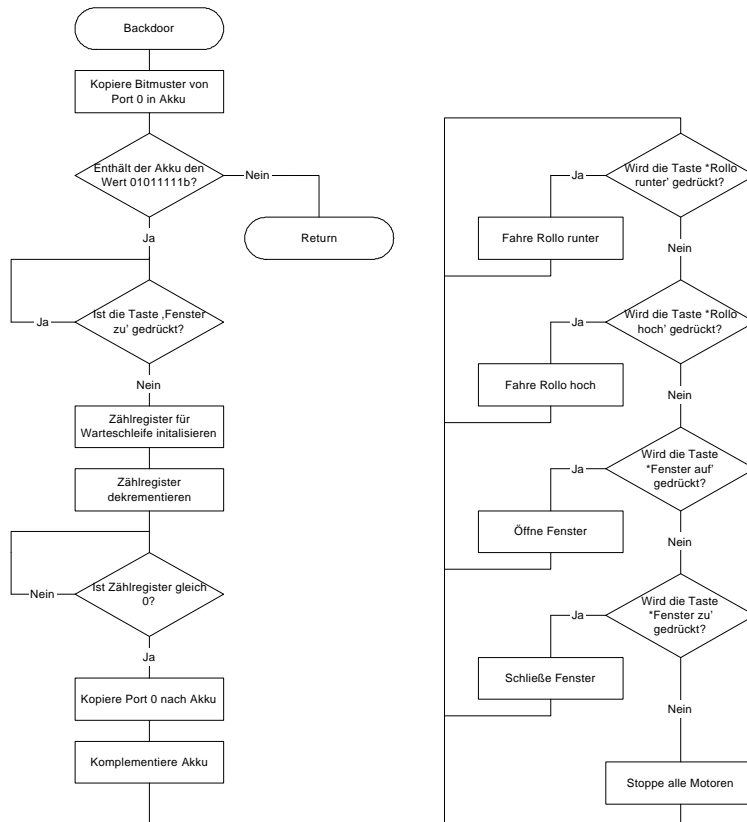 Backdoor
Kopiere Bitmuster von
Port 0 in Akku
Enthält der Akku den
Wert 01011111b?
Nein
Return
Ja
Ist die Taste ‚Fenster
zu' gedrückt?
Ja
Nein
Zählregister für
Warteschleife initalisieren
Zählregister
dekrementieren
Ist Zählregister gleich
0?
Nein
Ja
Kopiere Port 0 nach Akku
Komplementiere Akku
Wird die Taste *Rollo
runter' gedrückt?
Ja
Fahre Rollo runter
Nein
Wird die Taste *Rollo
hoch' gedrückt?
Ja
Fahre Rollo hoch
Nein
Wird die Taste
*Fenster auf'
gedrückt?
Ja
Öffne Fenster
Nein
Wird die Taste
*Fenster zu'
gedrückt?
Ja
Schließe Fenster
Nein
Stoppe alle Motoren